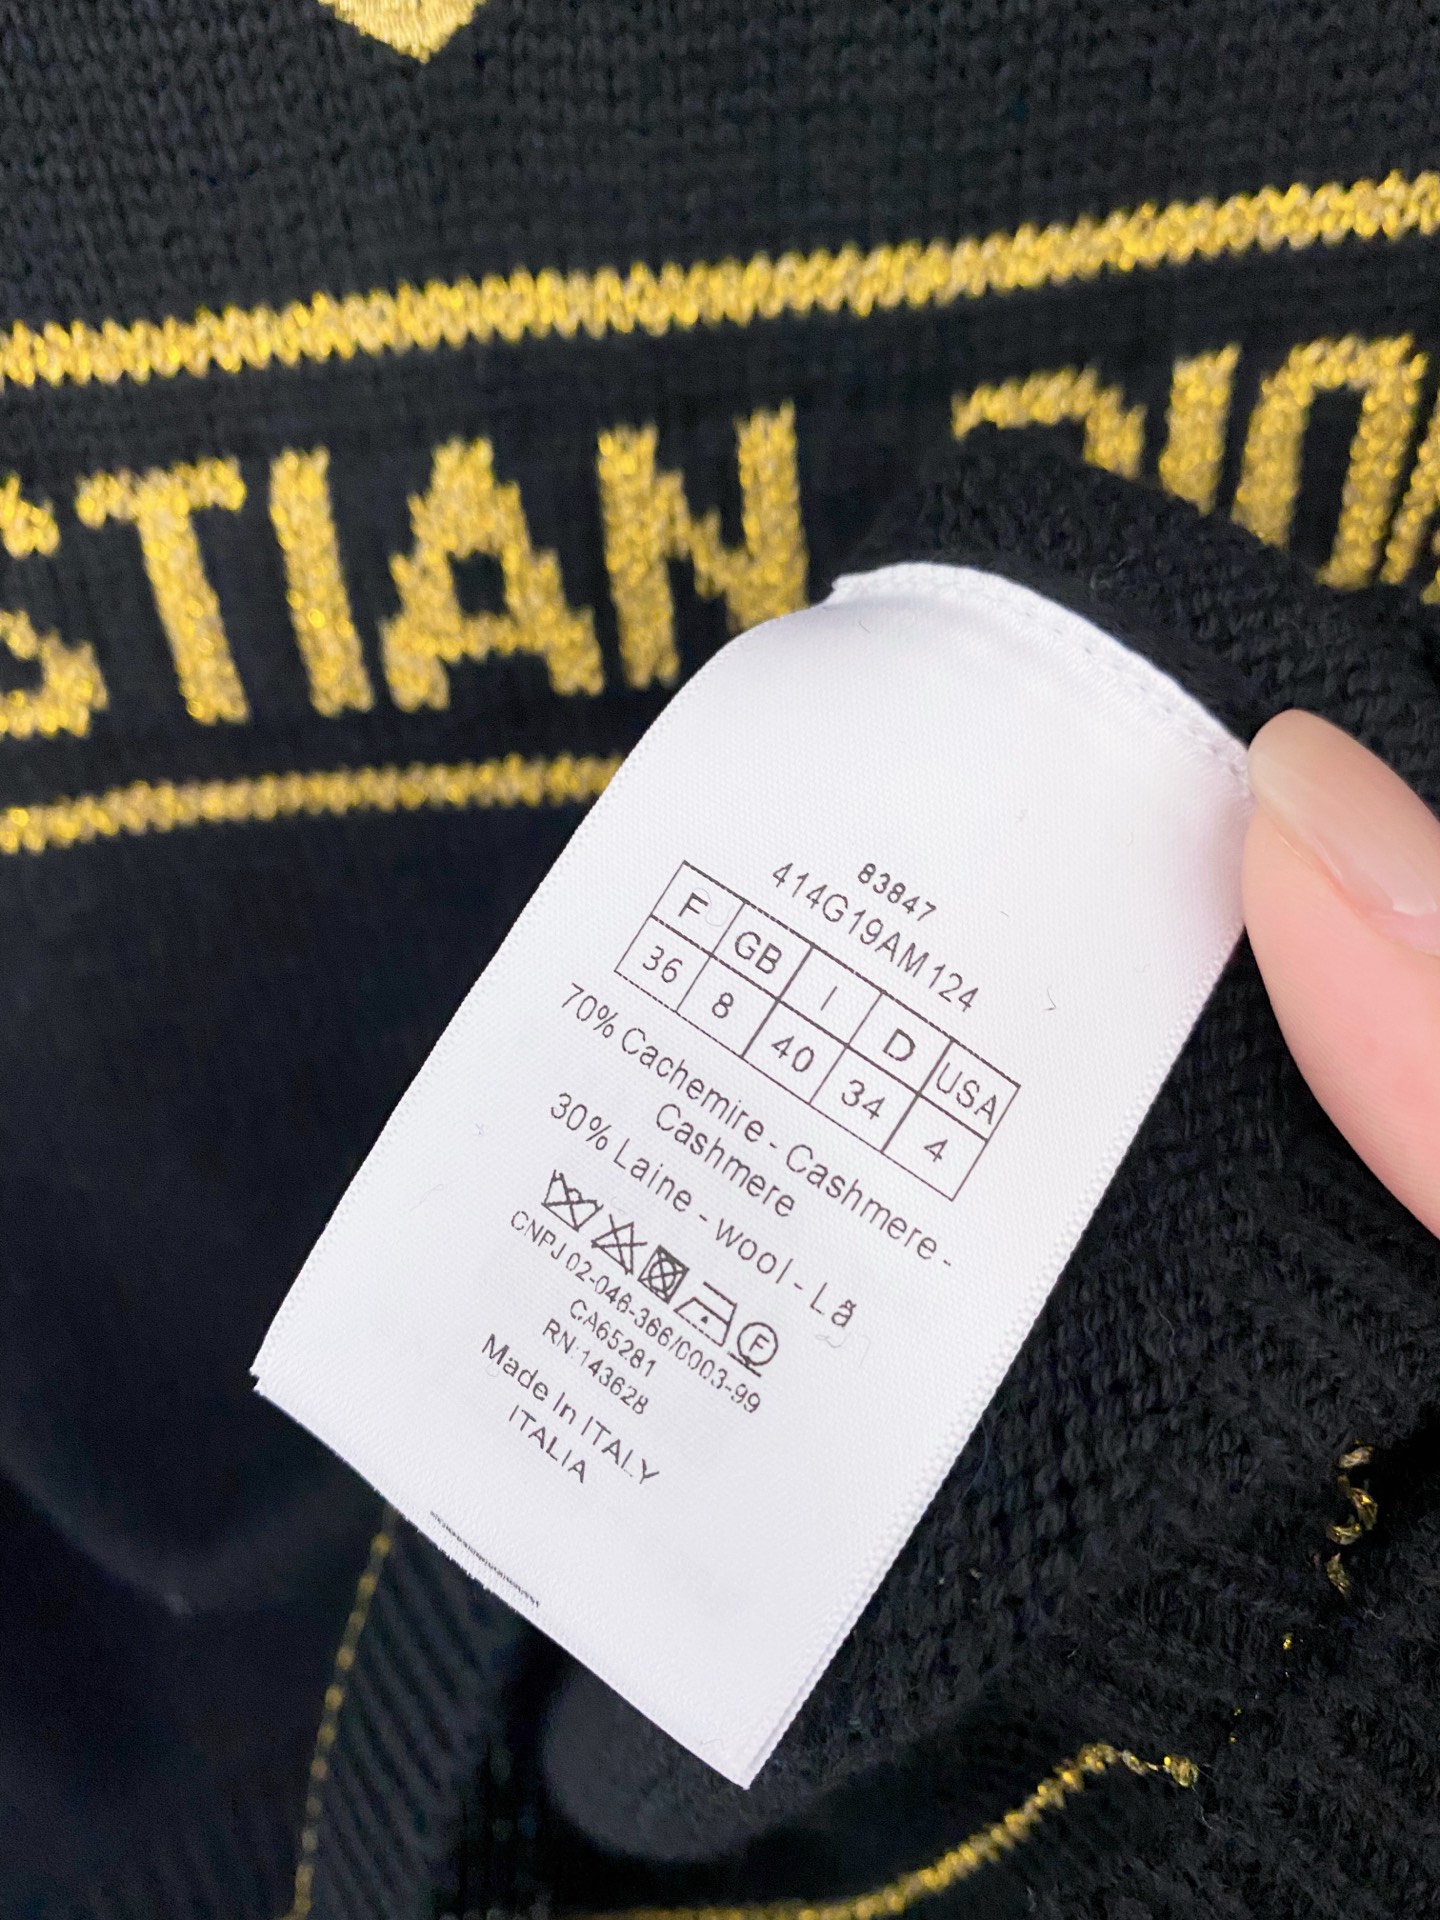 STIAN DIOR
83847
414G19AM124
F GB I D USA
36 8 40 34 4
70% Cachemire - Cashmere -
Cashmere
30% Laine - wool - Lã
F
CNPJ 02-046-366/0003-99
CA65281
RN:143628
Made In ITALY
ITALIA